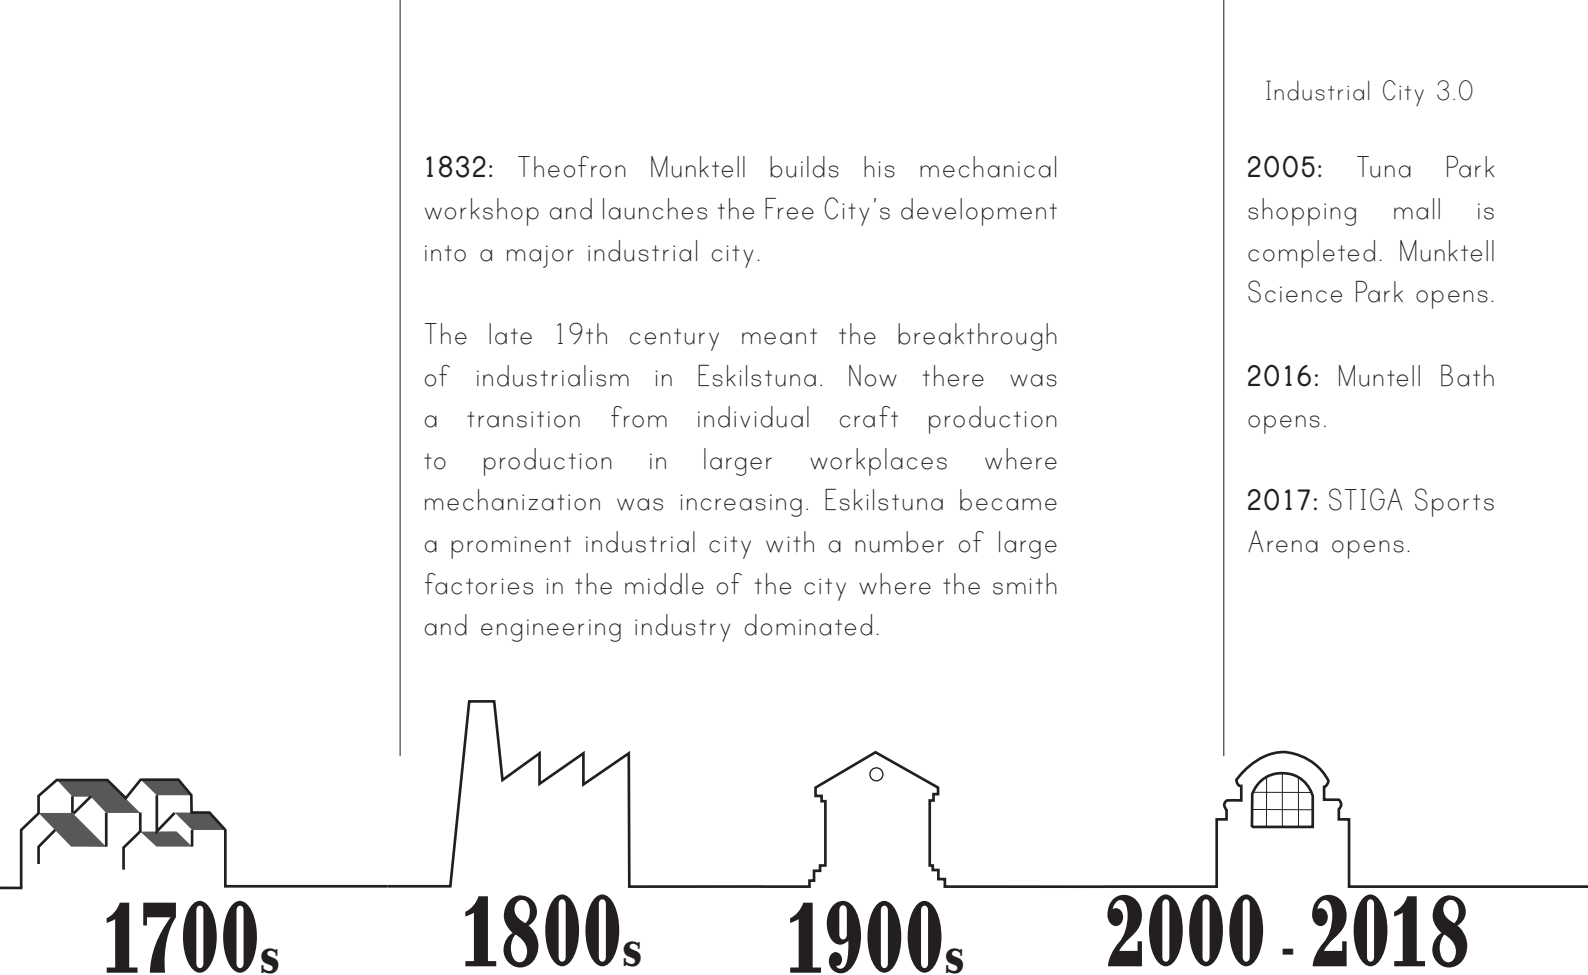 1832: Theofron Munktell builds his mechanical
workshop and launches the Free City's development
into a major industrial city.
The late 19th century meant the breakthrough
of industrialism in Eskilstuna. Now there was
a transition from individual craft production
to production in larger workplaces where
mechanization was increasing. Eskilstuna became
a prominent industrial city with a number of large
factories in the middle of the city where the smith
and engineering industry dominated.
Industrial City 3.0
2005: Tuna Park
shopping mall is
completed. Munktell
Science Park opens.
2016: Muntell Bath
opens.
2017: STIGA Sports
Arena opens.
1700s
1800s
1900s
2000 - 2018